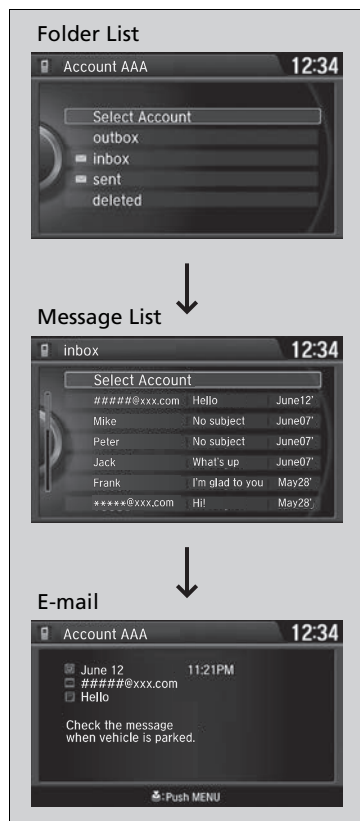 Folder List
Account AAA 12:34
Select Account
outbox
inbox
sent
deleted
Message List
inbox 12:34
Select Account
#####@xxx.com Hello June12'
Mike No subject June07'
Peter No subject June07'
Jack What's up June07'
Frank I'm glad to you May28'
*****@xxx.com Hi! May28'
E-mail
Account AAA 12:34
June 12 11:21PM
#####@xxx.com
Hello
Check the message
when vehicle is parked.
:Push MENU